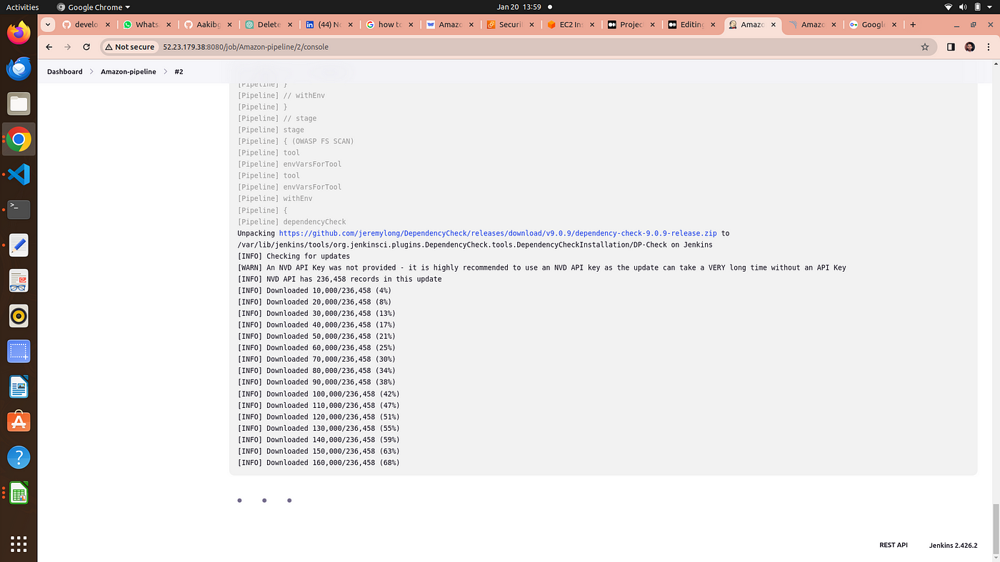 Activities
Google Chrome
Jan 20 13:59
develo
Whats
Aakibg
Delete
(44) No
how to
Amazo
Securi
EC2 Ins
Projec
Editing
Amazo
Amazo
Google
Not secure
52.23.179.38:8080/job/Amazon-pipeline/2/console
Dashboard
Amazon-pipeline
#2
[Pipeline] }
[Pipeline] // withEnv
[Pipeline] }
[Pipeline] // stage
[Pipeline] stage
[Pipeline] { (OWASP FS SCAN)
[Pipeline] tool
[Pipeline] envVarsForTool
[Pipeline] tool
[Pipeline] envVarsForTool
[Pipeline] withEnv
[Pipeline] {
[Pipeline] dependencyCheck
Unpacking https://github.com/jeremylong/DependencyCheck/releases/download/v9.0.9/dependency-check-9.0.9-release.zip to
/var/lib/jenkins/tools/org.jenkinsci.plugins.DependencyCheck.tools.DependencyCheckInstallation/DP-Check on Jenkins
[INFO] Checking for updates
[WARN] An NVD API Key was not provided - it is highly recommended to use an NVD API key as the update can take a VERY long time without an API Key
[INFO] NVD API has 236,458 records in this update
[INFO] Downloaded 10,000/236,458 (4%)
[INFO] Downloaded 20,000/236,458 (8%)
[INFO] Downloaded 30,000/236,458 (13%)
[INFO] Downloaded 40,000/236,458 (17%)
[INFO] Downloaded 50,000/236,458 (21%)
[INFO] Downloaded 60,000/236,458 (25%)
[INFO] Downloaded 70,000/236,458 (30%)
[INFO] Downloaded 80,000/236,458 (34%)
[INFO] Downloaded 90,000/236,458 (38%)
[INFO] Downloaded 100,000/236,458 (42%)
[INFO] Downloaded 110,000/236,458 (47%)
[INFO] Downloaded 120,000/236,458 (51%)
[INFO] Downloaded 130,000/236,458 (55%)
[INFO] Downloaded 140,000/236,458 (59%)
[INFO] Downloaded 150,000/236,458 (63%)
[INFO] Downloaded 160,000/236,458 (68%)
REST API
Jenkins 2.426.2